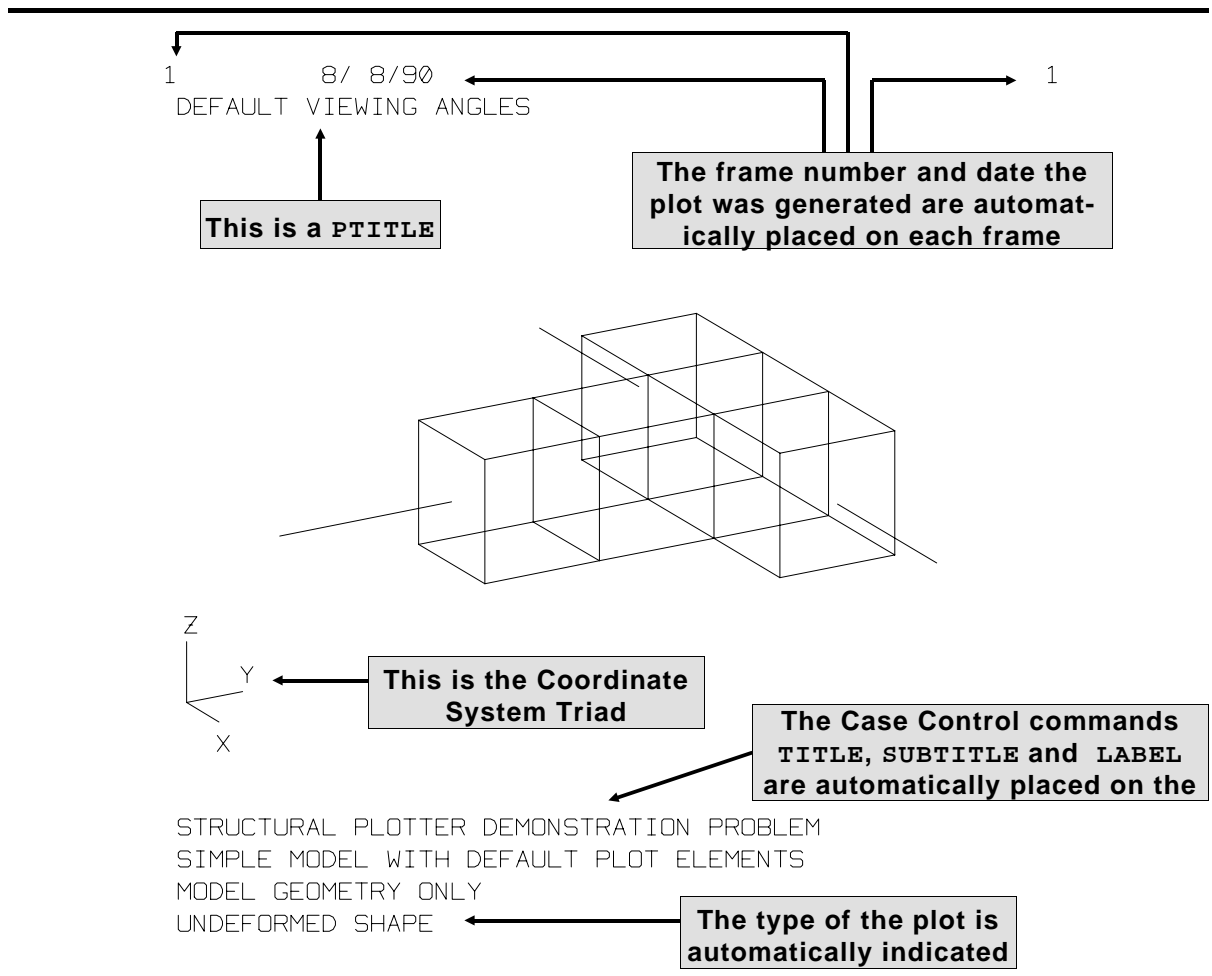 1 8/ 8/90 1
DEFAULT VIEWING ANGLES
The frame number and date the
plot was generated are automat-
ically placed on each frame
This is a PTITLE
Z
Y
X
This is the Coordinate
System Triad
The Case Control commands
TITLE, SUBTITLE and LABEL
are automatically placed on the
STRUCTURAL PLOTTER DEMONSTRATION PROBLEM
SIMPLE MODEL WITH DEFAULT PLOT ELEMENTS
MODEL GEOMETRY ONLY
UNDEFORMED SHAPE
The type of the plot is
automatically indicated